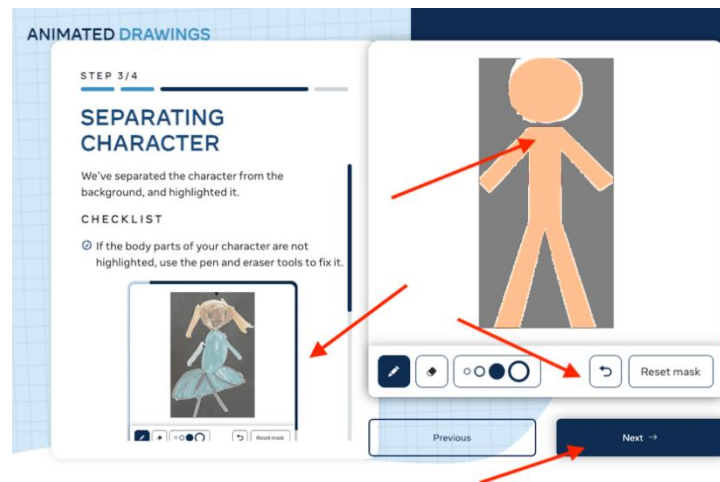 ANIMATED DRAWINGS
STEP 3/4
SEPARATING
CHARACTER
We've separated the character from the
background, and highlighted it.
CHECKLIST
If the body parts of your character are not
highlighted, use the pen and eraser tools to fix it.
Reset mask
Reset mask
Previous
Next →